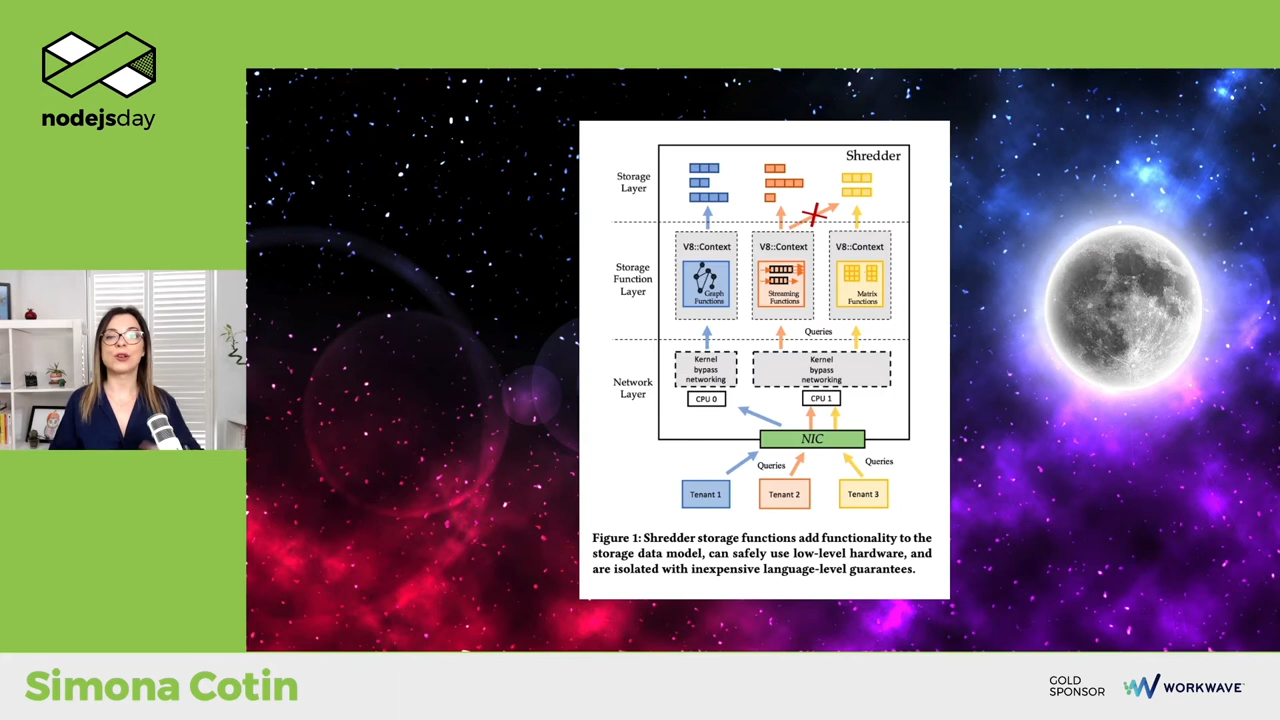 nodejsday
Shredder
Storage
Layer
V8::Context
V8::Context
V8::Context
Storage
Function
Layer
Graph
Functions
Streaming
Functions
Matrix
Functions
Queries
Network
Layer
Kernel
bypass
networking
Kernel
bypass
networking
CPU 0
CPU 1
NIC
Queries
Queries
Tenant 1
Tenant 2
Tenant 3
Figure 1: Shredder storage functions add functionality to the
storage data model, can safely use low-level hardware, and
are isolated with inexpensive language-level guarantees.
Simona Cotin
GOLD
SPONSOR
WORKWAVE